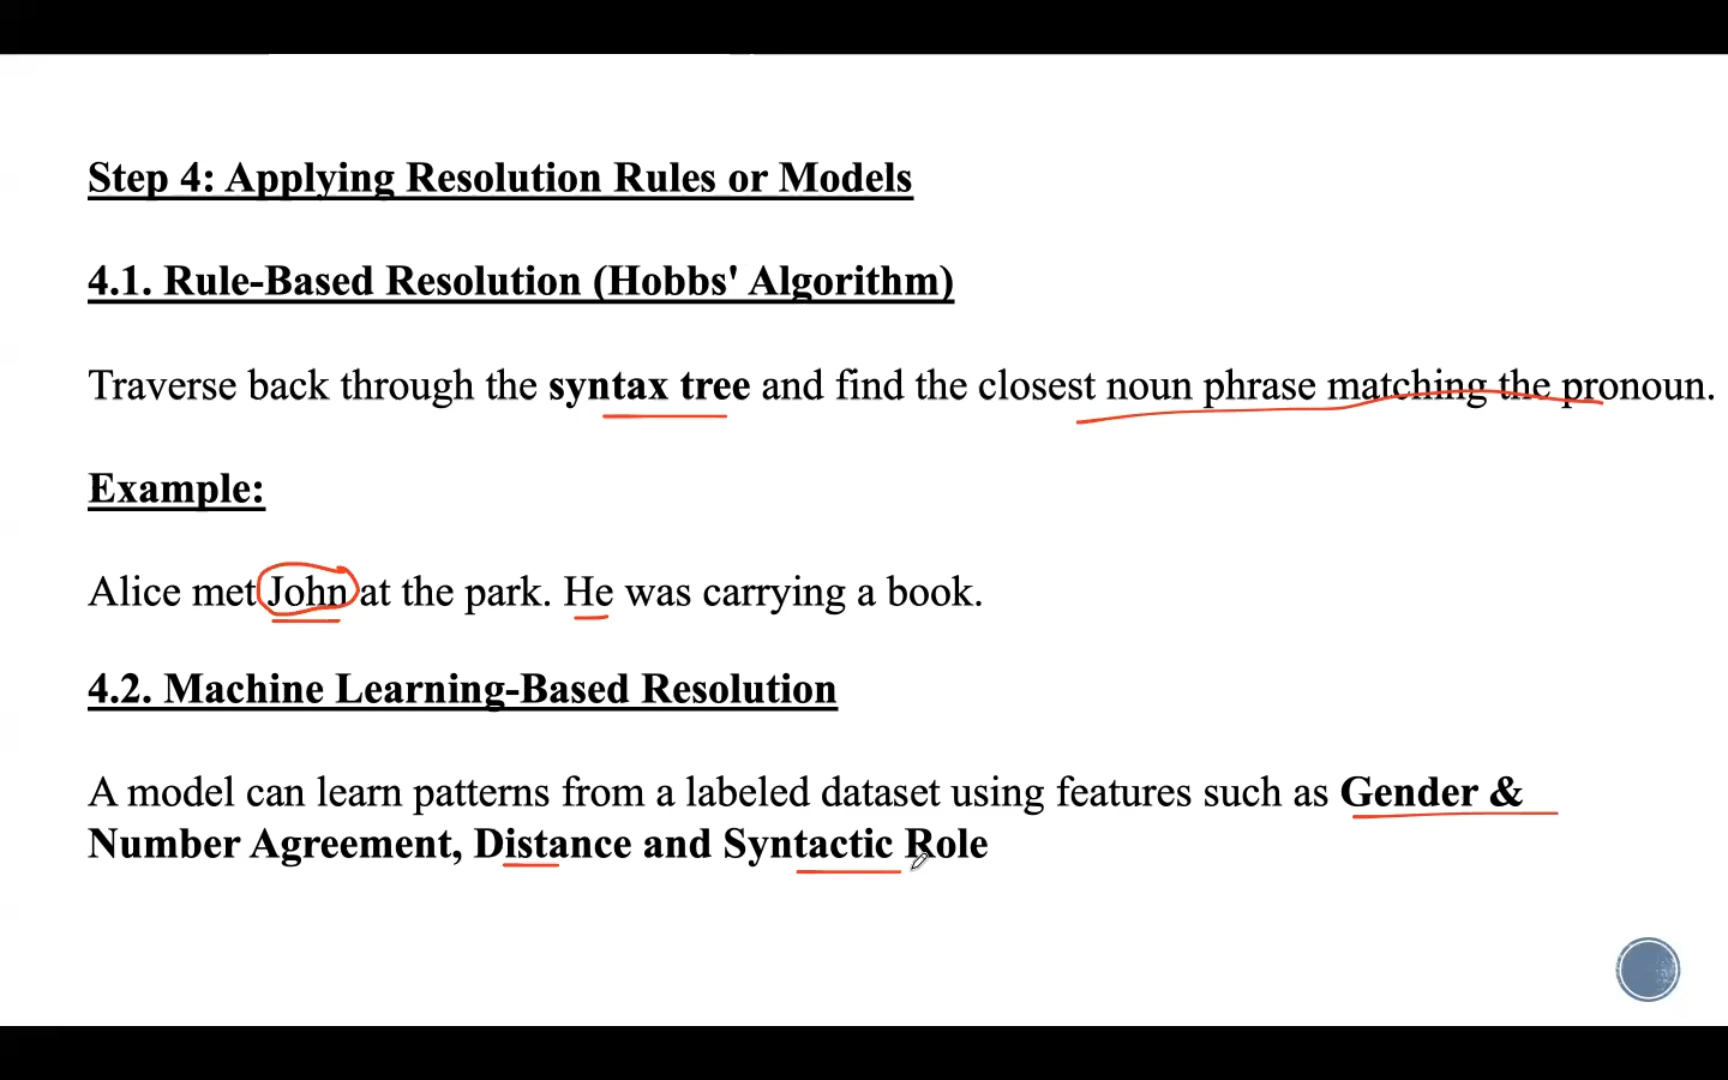 Step 4: Applying Resolution Rules or Models
4.1. Rule-Based Resolution (Hobbs' Algorithm)
Traverse back through the syntax tree and find the closest noun phrase matching the pronoun.
Example:
Alice met John at the park. He was carrying a book.
4.2. Machine Learning-Based Resolution
A model can learn patterns from a labeled dataset using features such as Gender &
Number Agreement, Distance and Syntactic Role